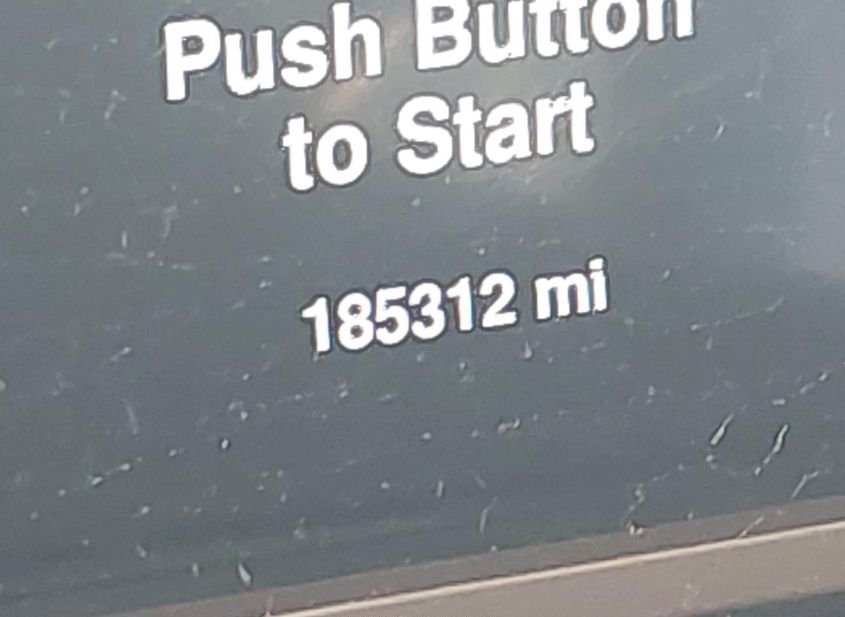 Push Button
to Start
185312 mi